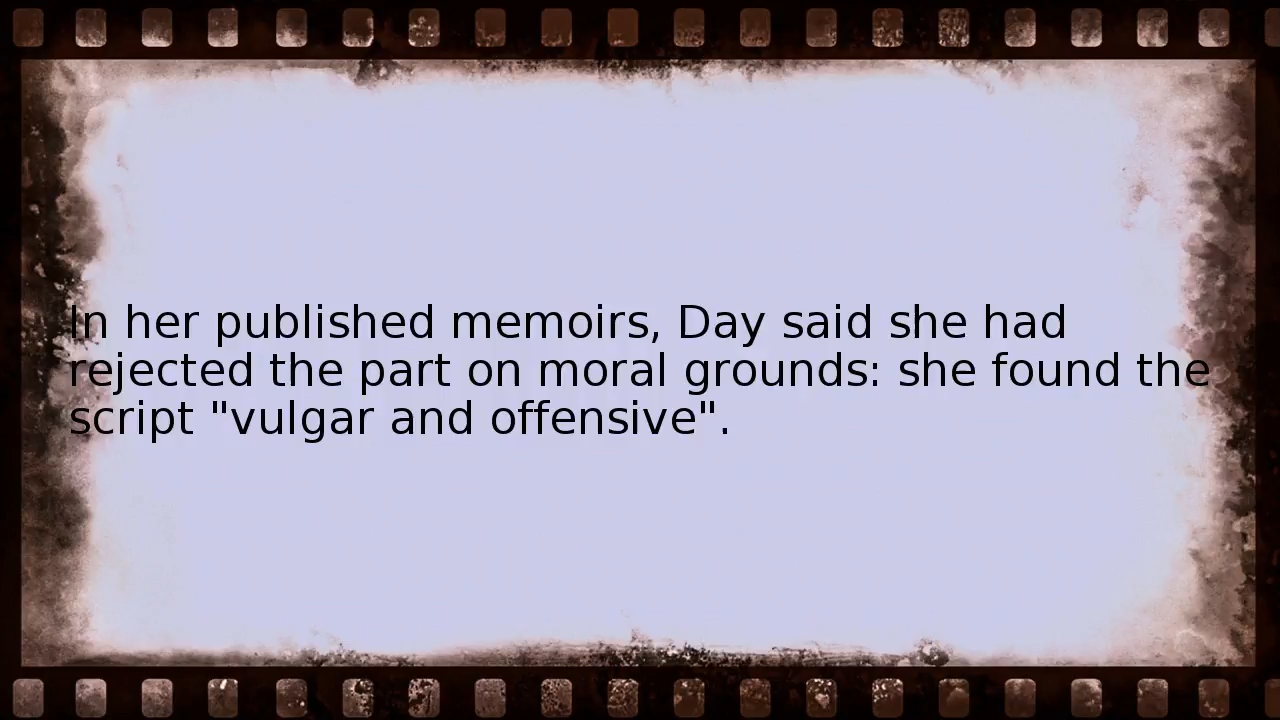 In her published memoirs, Day said she had
rejected the part on moral grounds: she found the
script "vulgar and offensive".